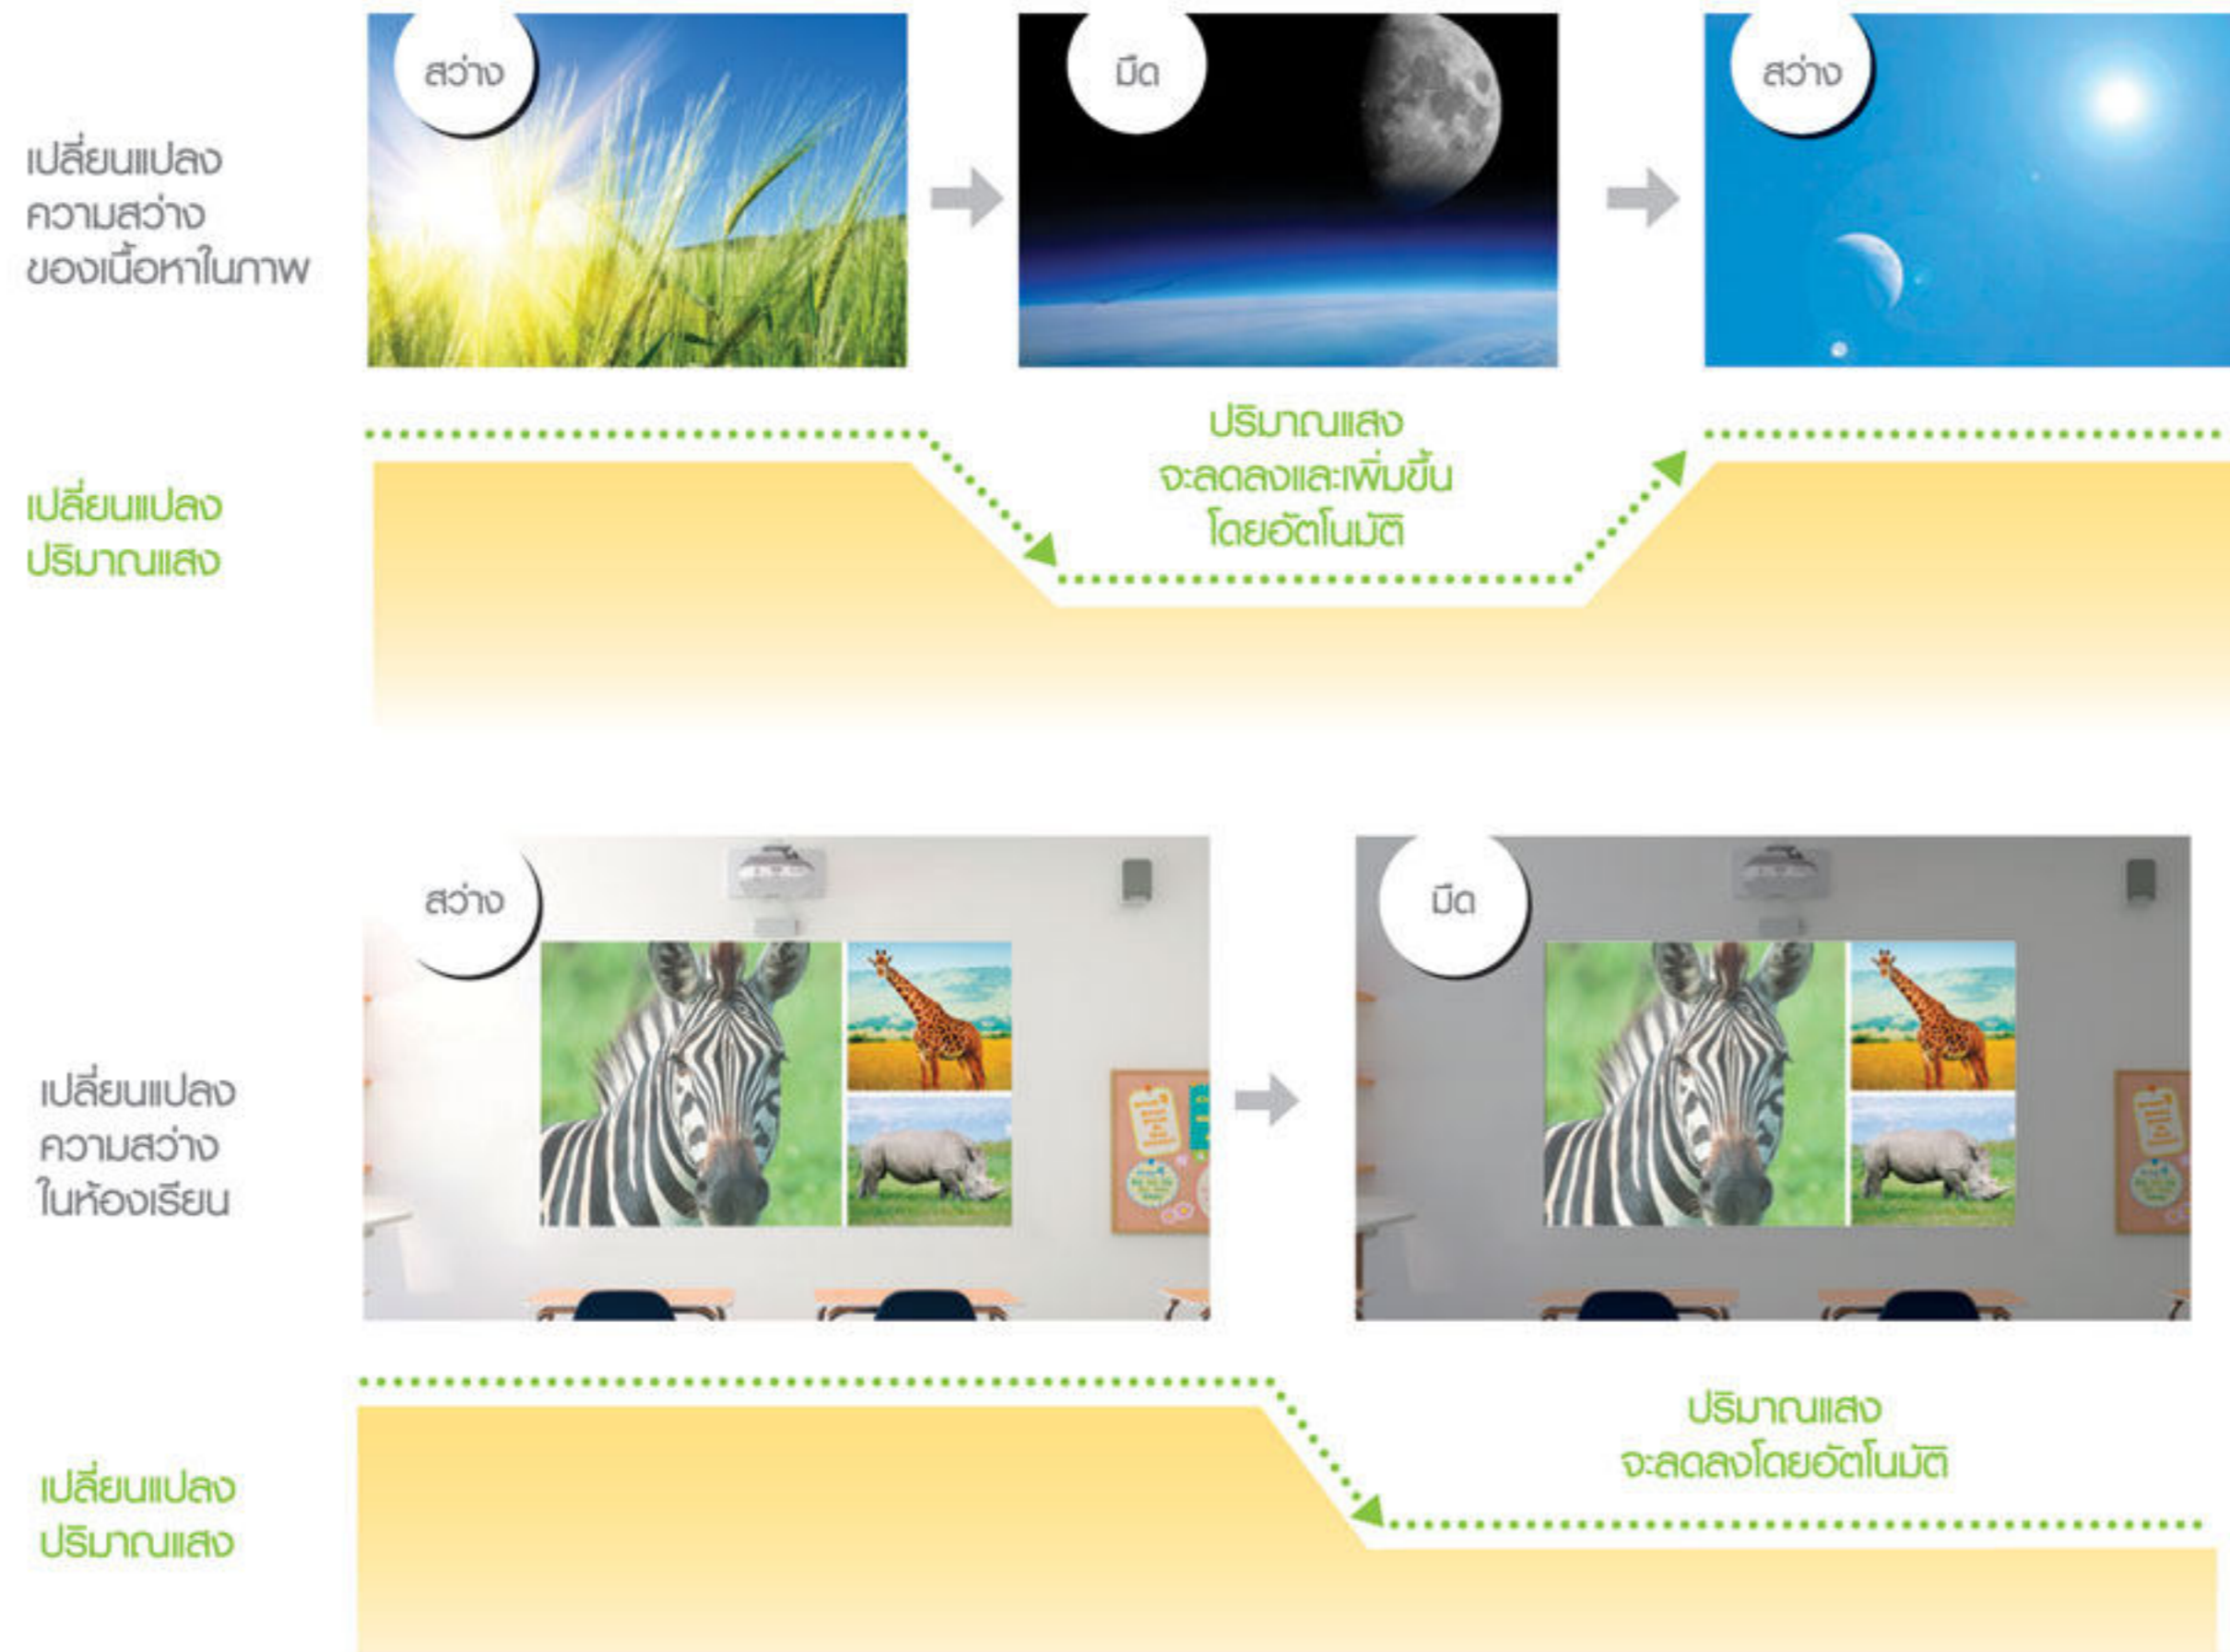 สว่าง
มืด
สว่าง
เปลี่ยนแปลง
ความสว่าง
ของเนื้อหาในภาพ
ปริมาณแสง
จะลดลงและเพิ่มขึ้น
โดยอัตโนมัติ
เปลี่ยนแปลง
ปริมาณแสง
สว่าง
มืด
เปลี่ยนแปลง
ความสว่าง
ในห้องเรียน
ปริมาณแสง
จะลดลงโดยอัตโนมัติ
เปลี่ยนแปลง
ปริมาณแสง